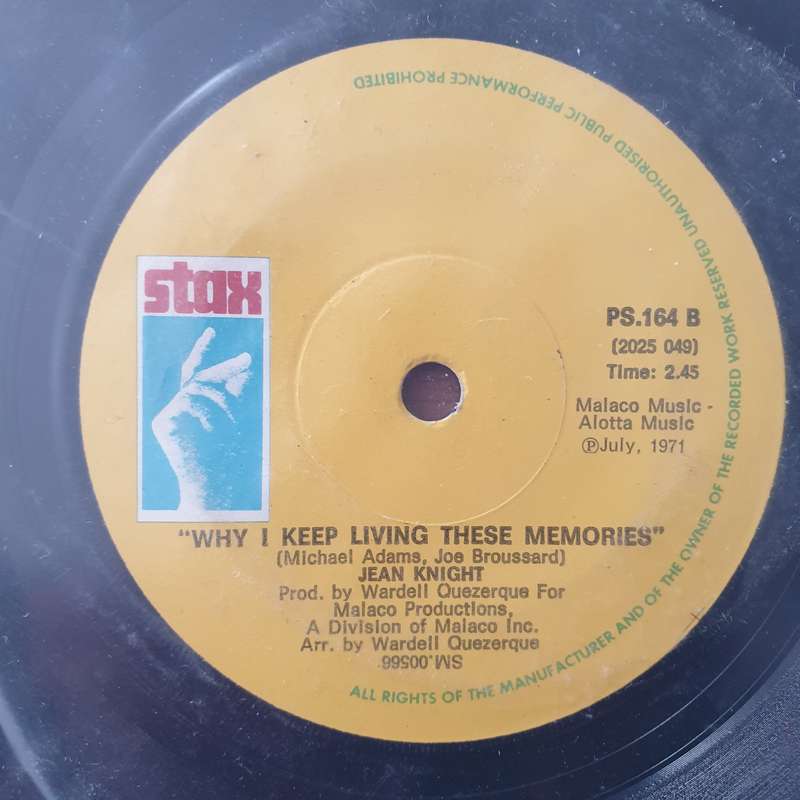 stax
PS.164 B
(2025 049)
Time: 2.45
Malaco Music -
Alotta Music
ⓅJuly, 1971
"WHY I KEEP LIVING THESE MEMORIES"
(Michael Adams, Joe Broussard)
JEAN KNIGHT
Prod. by Wardell Quezerque For
Malaco Productions,
A Division of Malaco Inc.
Arr. by Wardell Quezerque
SM.00566
ALL RIGHTS OF THE MANUFACTURER AND OF THE OWNER OF THE RECORDED WORK RESERVED UNAUTHORISED PUBLIC PERFORMANCE PROHIBITED